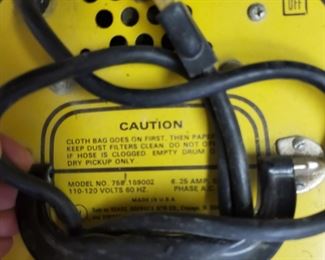 OFF
CAUTION
CLOTH BAG GOES ON FIRST, THEN PAPER
KEEP DUST FILTERS CLEAN. DO NOT OP
IF HOSE IS CLOGGED. EMPTY DRUM
DRY PICKUP ONLY.
MODEL NO. 758.169002
110-120 VOLTS 60 HZ.
6.25 AMP, S
PHASE A.C.
MADE IN U.S.A.